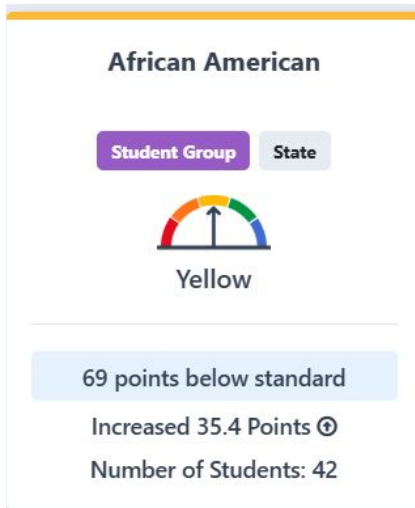 African American
Student Group State
Yellow
69 points below standard
Increased 35.4 Points
Number of Students: 42